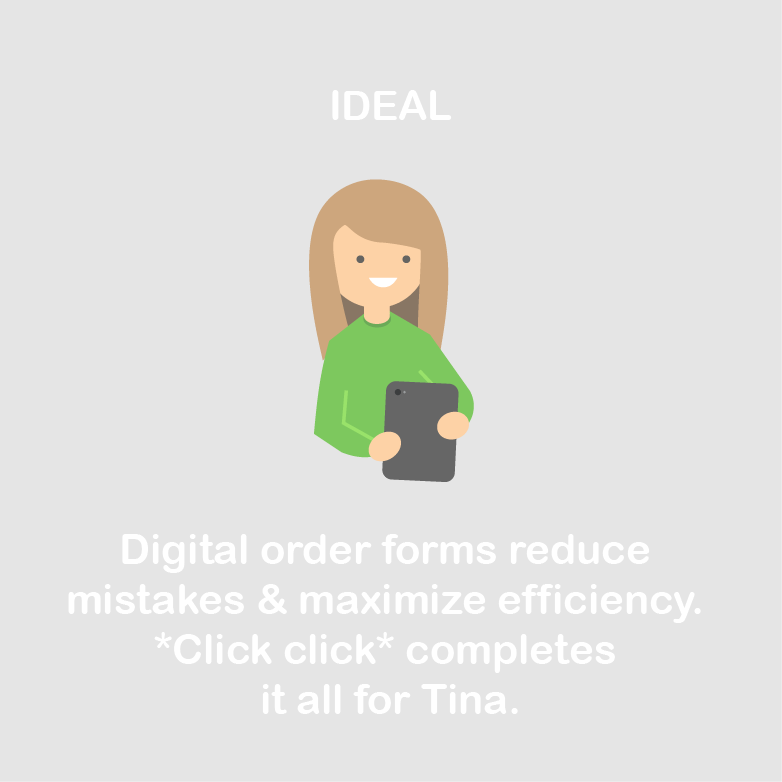 IDEAL
Digital order forms reduce
mistakes & maximize efficiency.
*Click click* completes
it all for Tina.